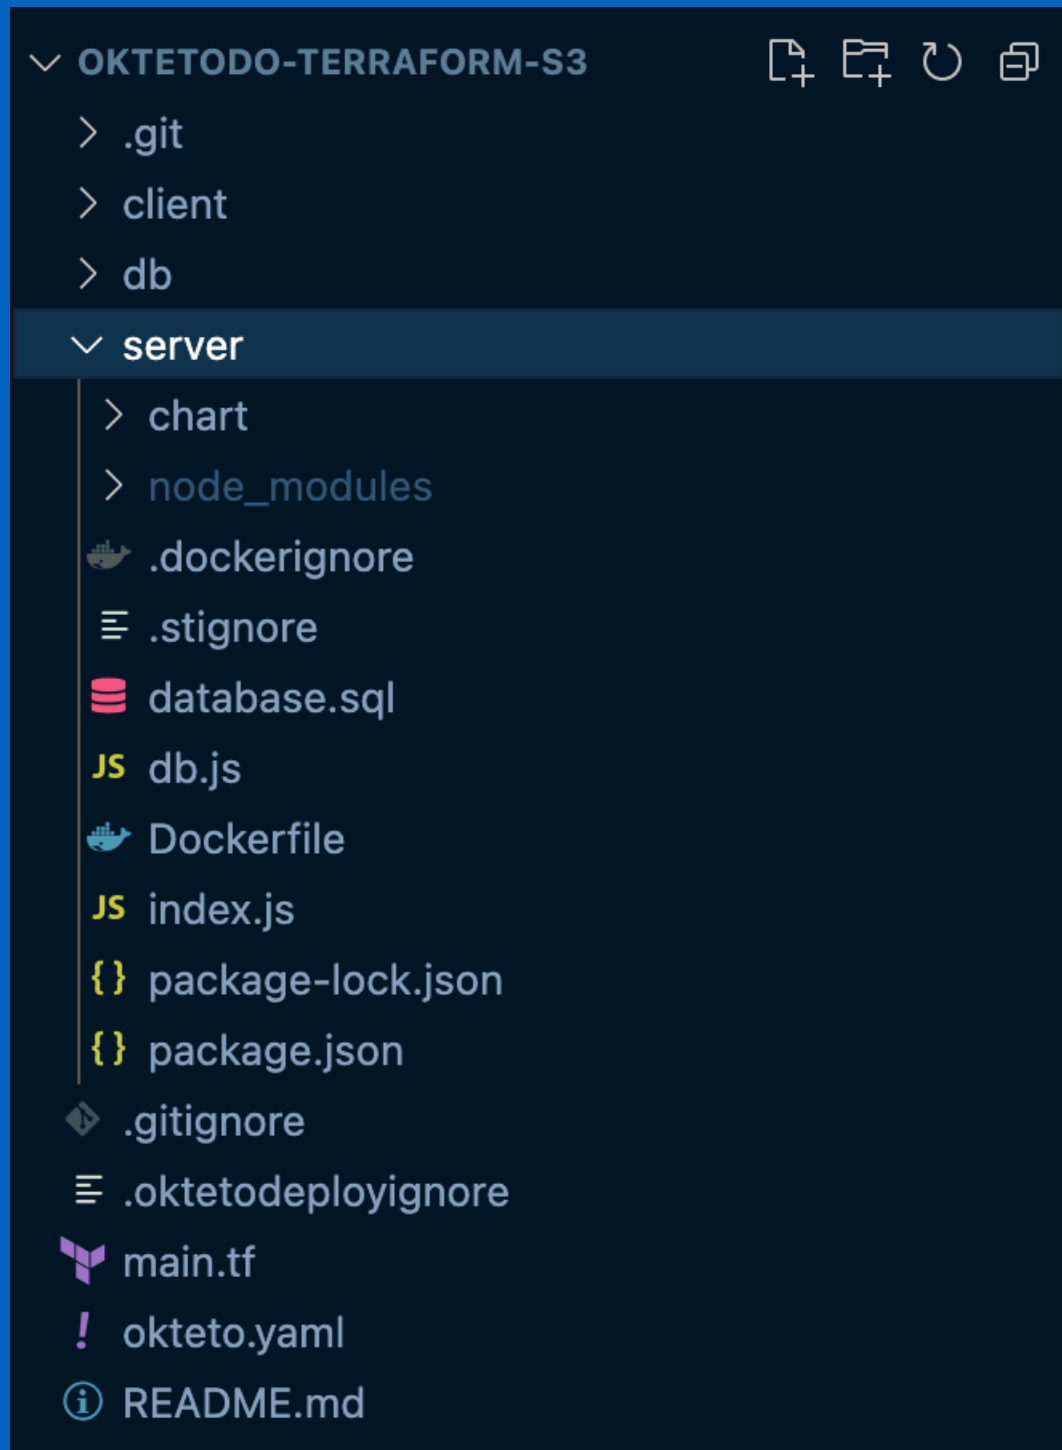 OKTETODO-TERRAFORM-S3
.git
client
db
server
chart
node_modules
.dockerignore
.stignore
database.sql
JS db.js
Dockerfile
JS index.js
{} package-lock.json
{} package.json
.gitignore
.oktetodeployignore
main.tf
! okteto.yaml
README.md